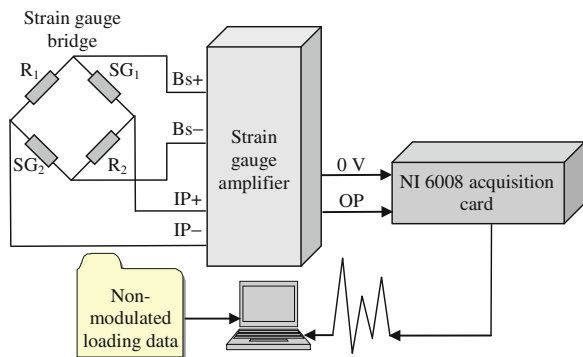 Strain gauge
bridge
R1
SG1
SG2
R2
Bs+
Bs−
IP+
IP−
Strain
gauge
amplifier
0 V
OP
NI 6008 acquisition
card
Non-
modulated
loading data